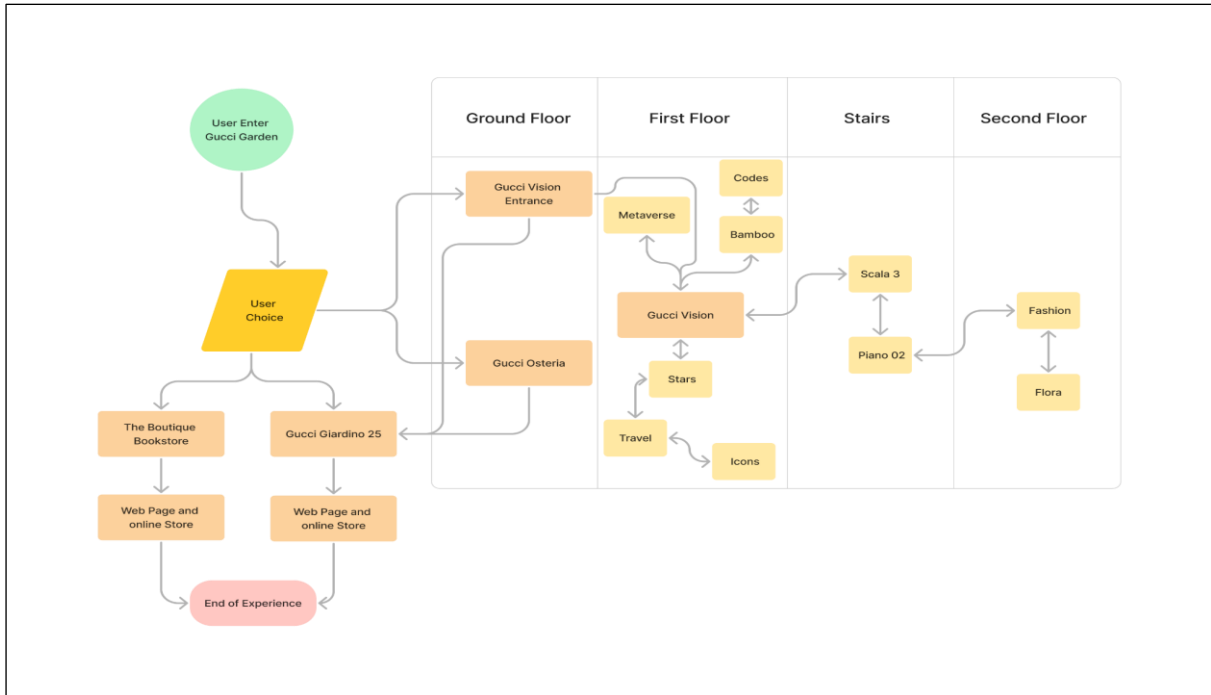 User Enter
Gucci Garden
User
Choice
The Boutique
Bookstore
Gucci Giardino 25
Web Page and
online Store
Web Page and
online Store
End of Experience
Ground Floor
First Floor
Stairs
Second Floor
Gucci Vision
Entrance
Gucci Osteria
Codes
Metaverse
Bamboo
Gucci Vision
Stars
Travel
Icons
Scala 3
Piano 02
Fashion
Flora